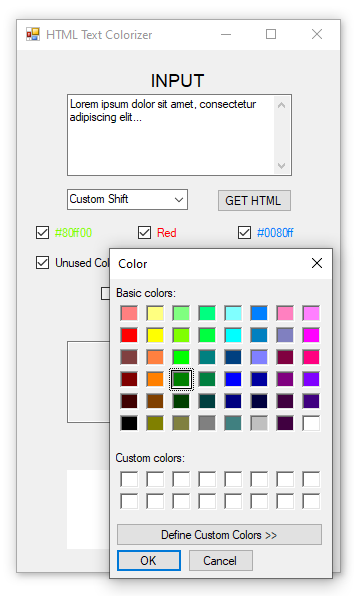 HTML Text Colorizer
INPUT
Lorem ipsum dolor sit amet, consectetur
adipiscing elit...
Custom Shift
GET HTML
#80ff00
Red
#0080ff
Unused Col
Color
Basic colors:
Custom colors:
Define Custom Colors >>
OK
Cancel